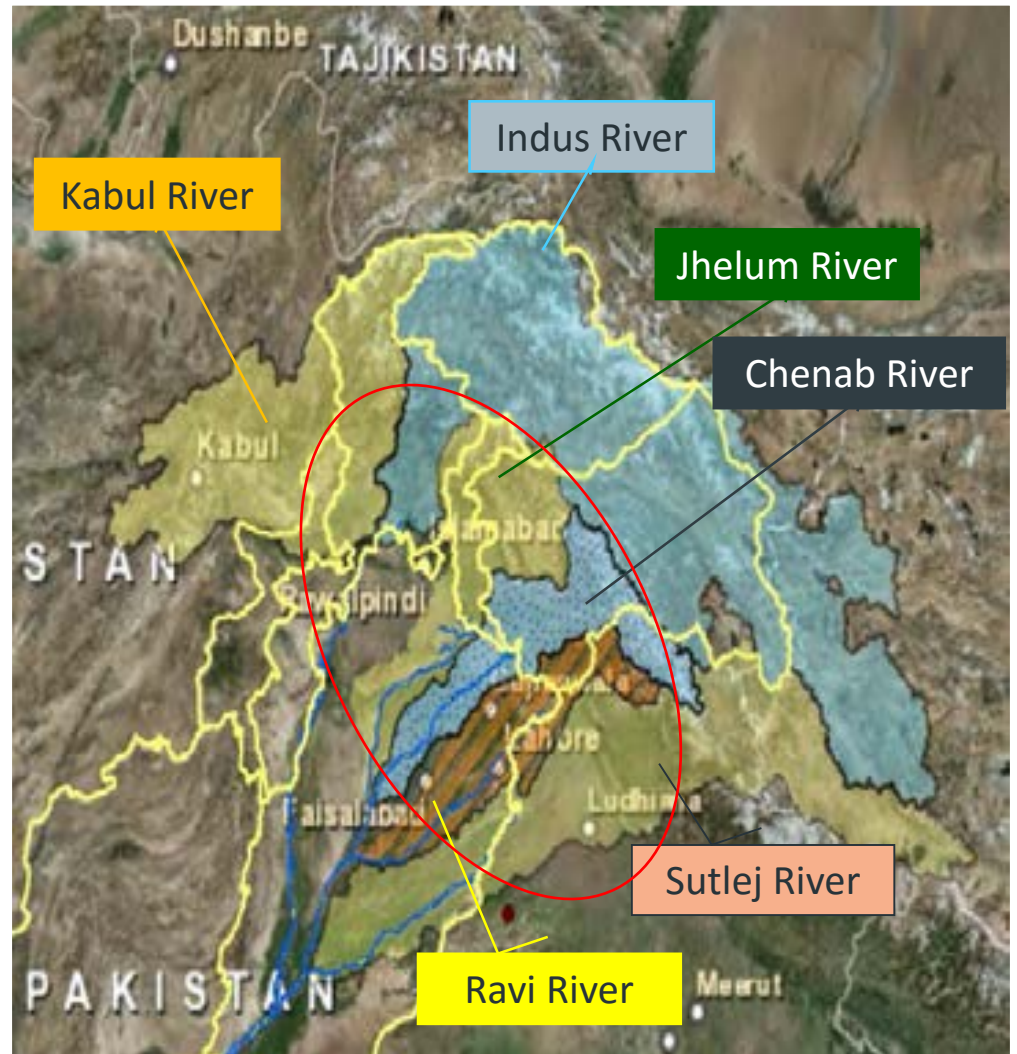 Dushanbe
TAJIKISTAN
Indus River
Kabul River
Jhelum River
Chenab River
Kabul
STAN
Faisalabad
Lahore
Ludhiana
Sutlej River
Ravi River
PAKISTAN
Meerut